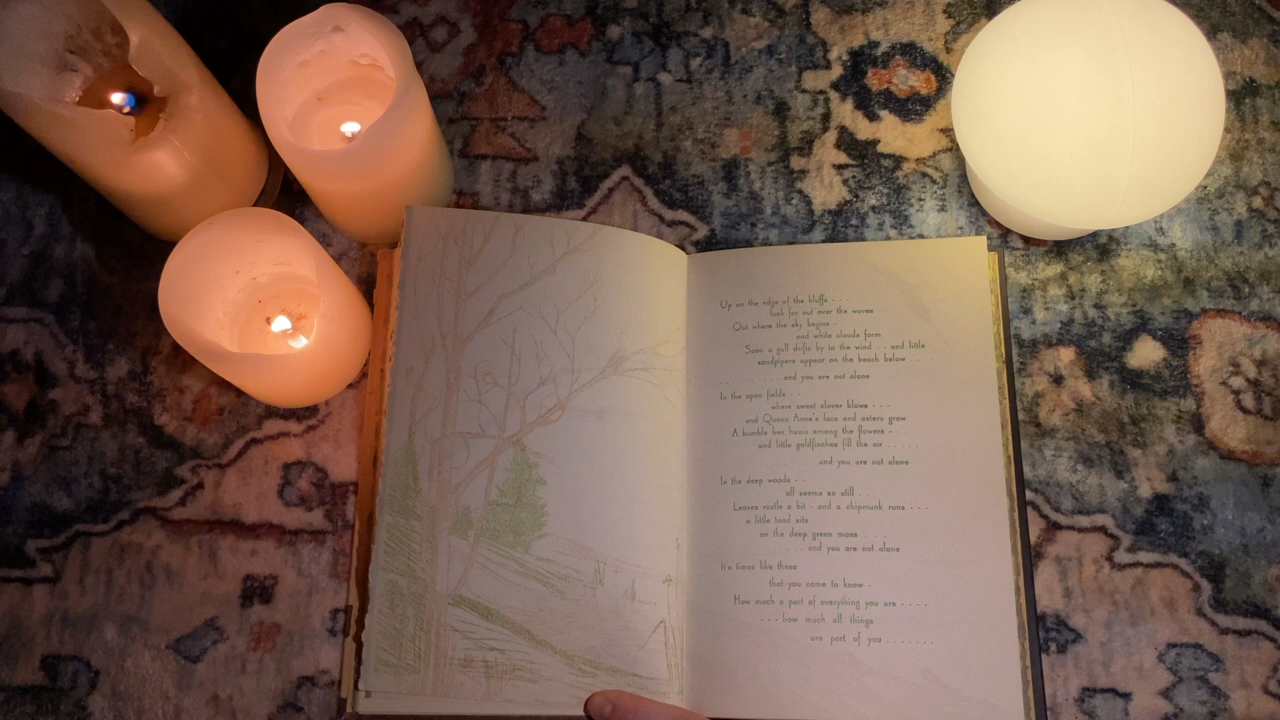 Up on the edge of the bluffs - - -
look far out over the waves
Out where the sky begins - -
and white clouds form
Soon a gull drifts by in the wind - - and little
sandpipers appear on the beach below . . . .
. . . . . . . . . . and you are not alone
In the open fields - - -
where sweet clover blows - - -
and Queen Anne's lace and asters grow
A bumble bee hums among the flowers - - -
and little goldfinches fill the air . . . . .
and you are not alone
In the deep woods - -
all seems so still . .
Leaves rustle a bit - and a chipmunk runs - - -
a little toad sits
on the deep green moss . . . .
. . . . . and you are not alone
It's times like these
that you come to know -
How much a part of everything you are - - - -
- - - how much all things
are part of you . . . . . . .